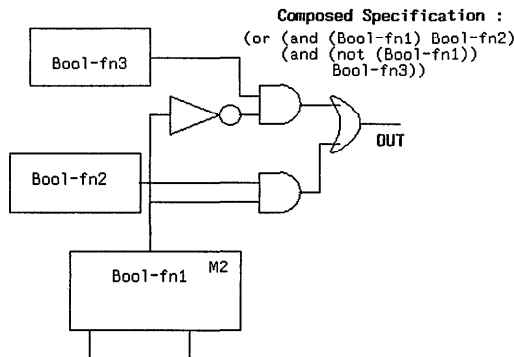 Composed Specification :
(or (and (Bool-fn1) Bool-fn2)
(and (not (Bool-fn1))
Bool-fn3))
Bool-fn3
OUT
Bool-fn2
M2
Bool-fn1